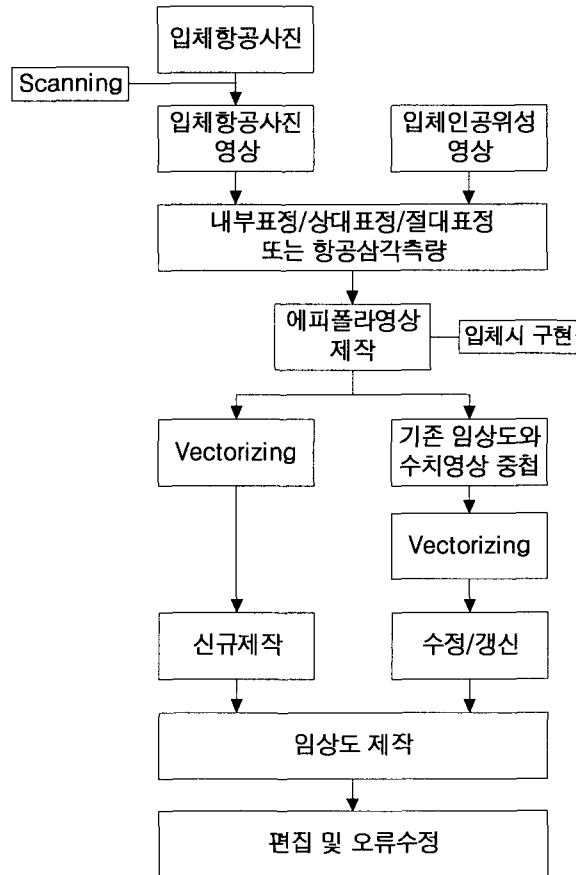 입체항공사진
Scanning
입체항공사진
영상
입체인공위성
영상
내부표정/상대표정/절대표정
또는 항공삼각측량
에피폴라영상
제작
입체시 구현
Vectorizing
기존 임상도와
수치영상 중첩
Vectorizing
신규제작
수정/갱신
임상도 제작
편집 및 오류수정